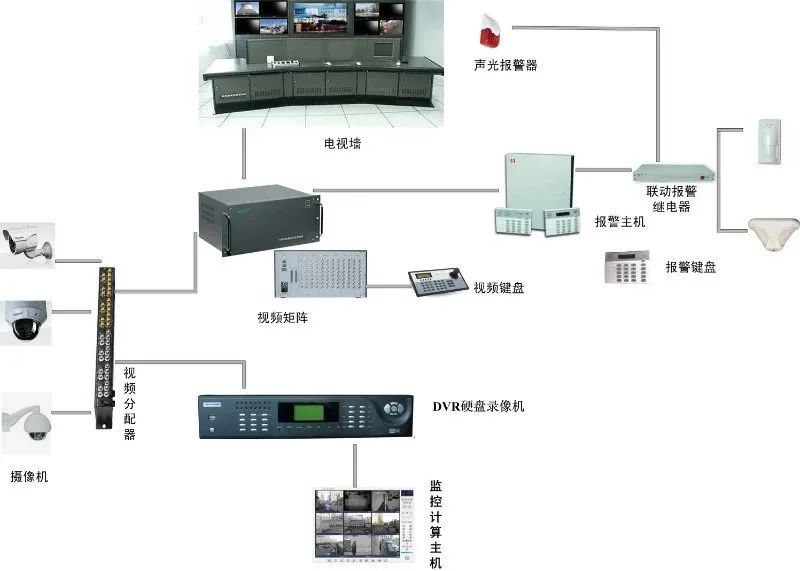 声光报警器
电视墙
联动报警
继电器
报警主机
报警键盘
视频键盘
视频矩阵
视频分配器
DVR硬盘录像机
摄像机
监控计算主机